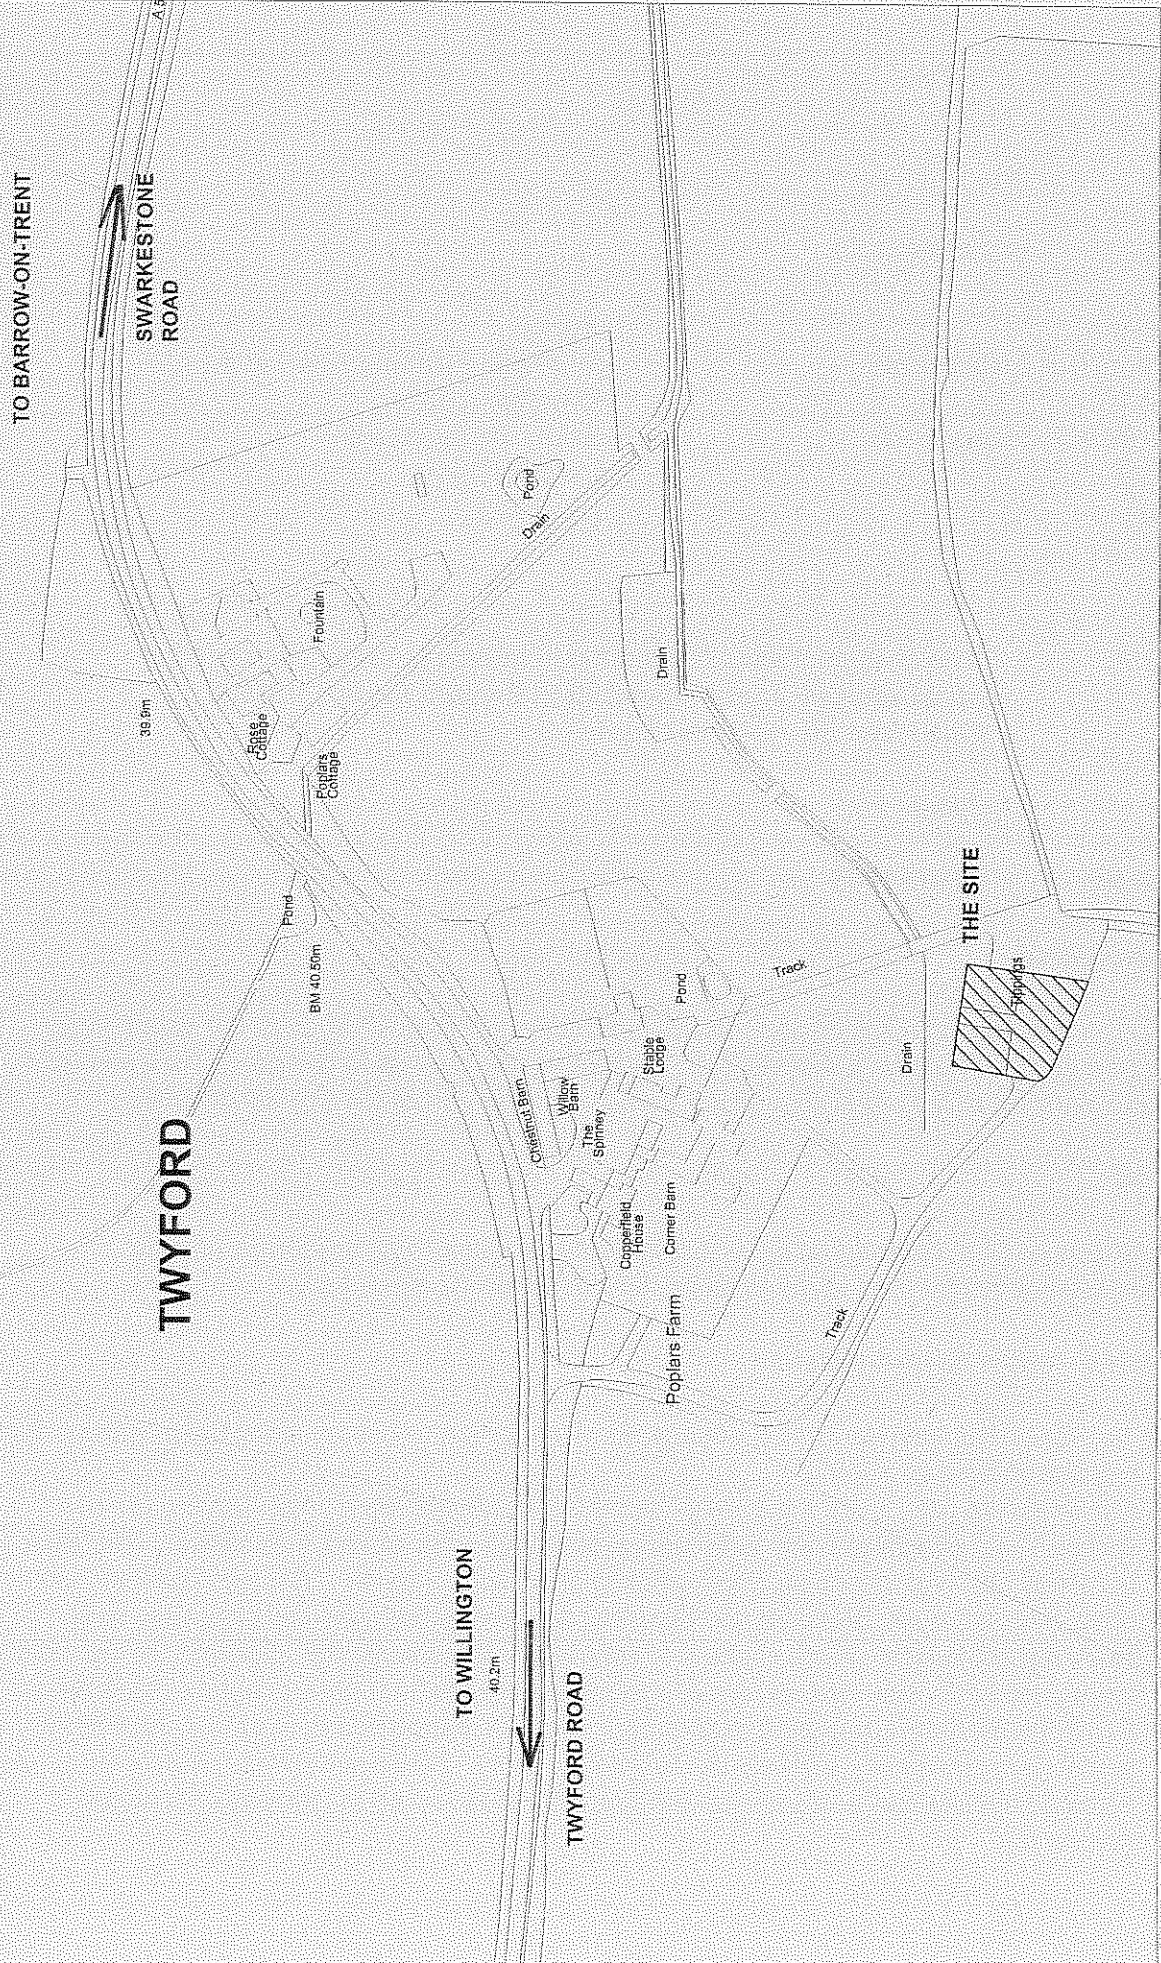 TO BARROW-ON-TRENT
SWARKESTONE
ROAD
39.9m
Rose
Cottage
Poplars
Cottage
Fountain
Pond
Drain
Pond
BM 40.50m
TWYFORD
Drain
Chestnut Barn
Willow
Barn
The
Spinney
Stable
Lodge
Pond
Track
Copperfield
House
Corner Barn
Poplars Farm
Track
Drain
THE SITE
Tippings
TO WILLINGTON
40.2m
TWYFORD ROAD